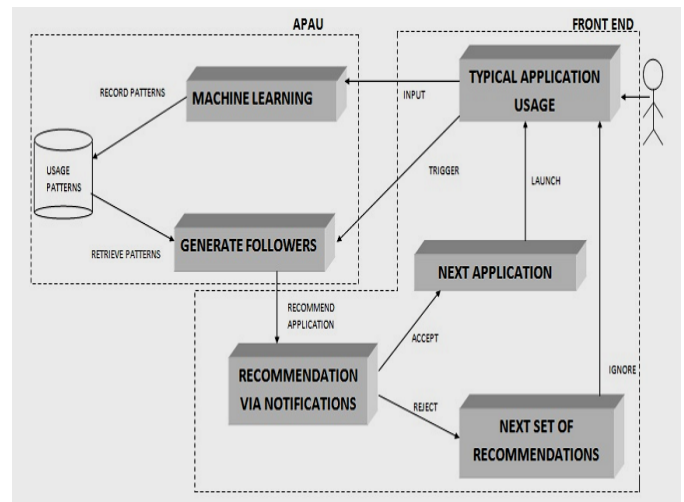 APAU
FRONT END
TYPICAL APPLICATION
USAGE
MACHINE LEARNING
INPUT
RECORD PATTERNS
USAGE
PATTERNS
TRIGGER
LAUNCH
RETRIEVE PATTERNS
GENERATE FOLLOWERS
NEXT APPLICATION
RECOMMEND
APPLICATION
ACCEPT
IGNORE
RECOMMENDATION
VIA NOTIFICATIONS
REJECT
NEXT SET OF
RECOMMENDATIONS